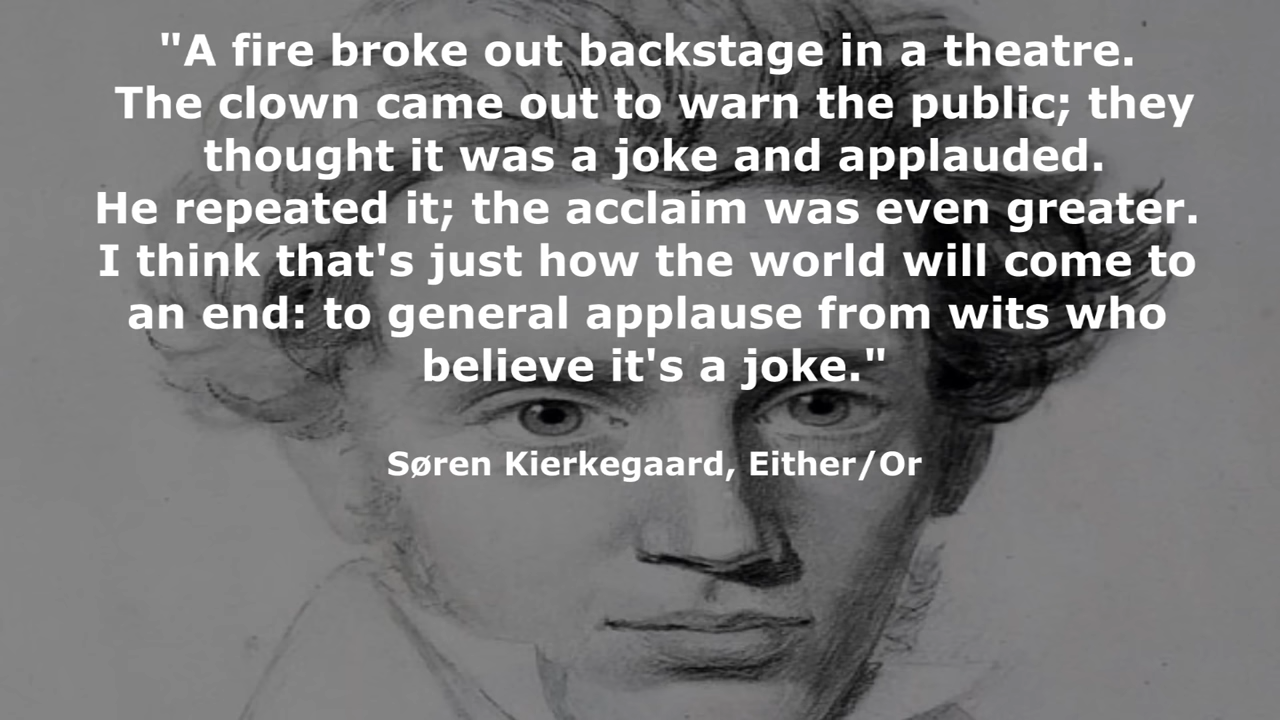 "A fire broke out backstage in a theatre.
The clown came out to warn the public; they
thought it was a joke and applauded.
He repeated it; the acclaim was even greater.
I think that's just how the world will come to
an end: to general applause from wits who
believe it's a joke."
Søren Kierkegaard, Either/Or